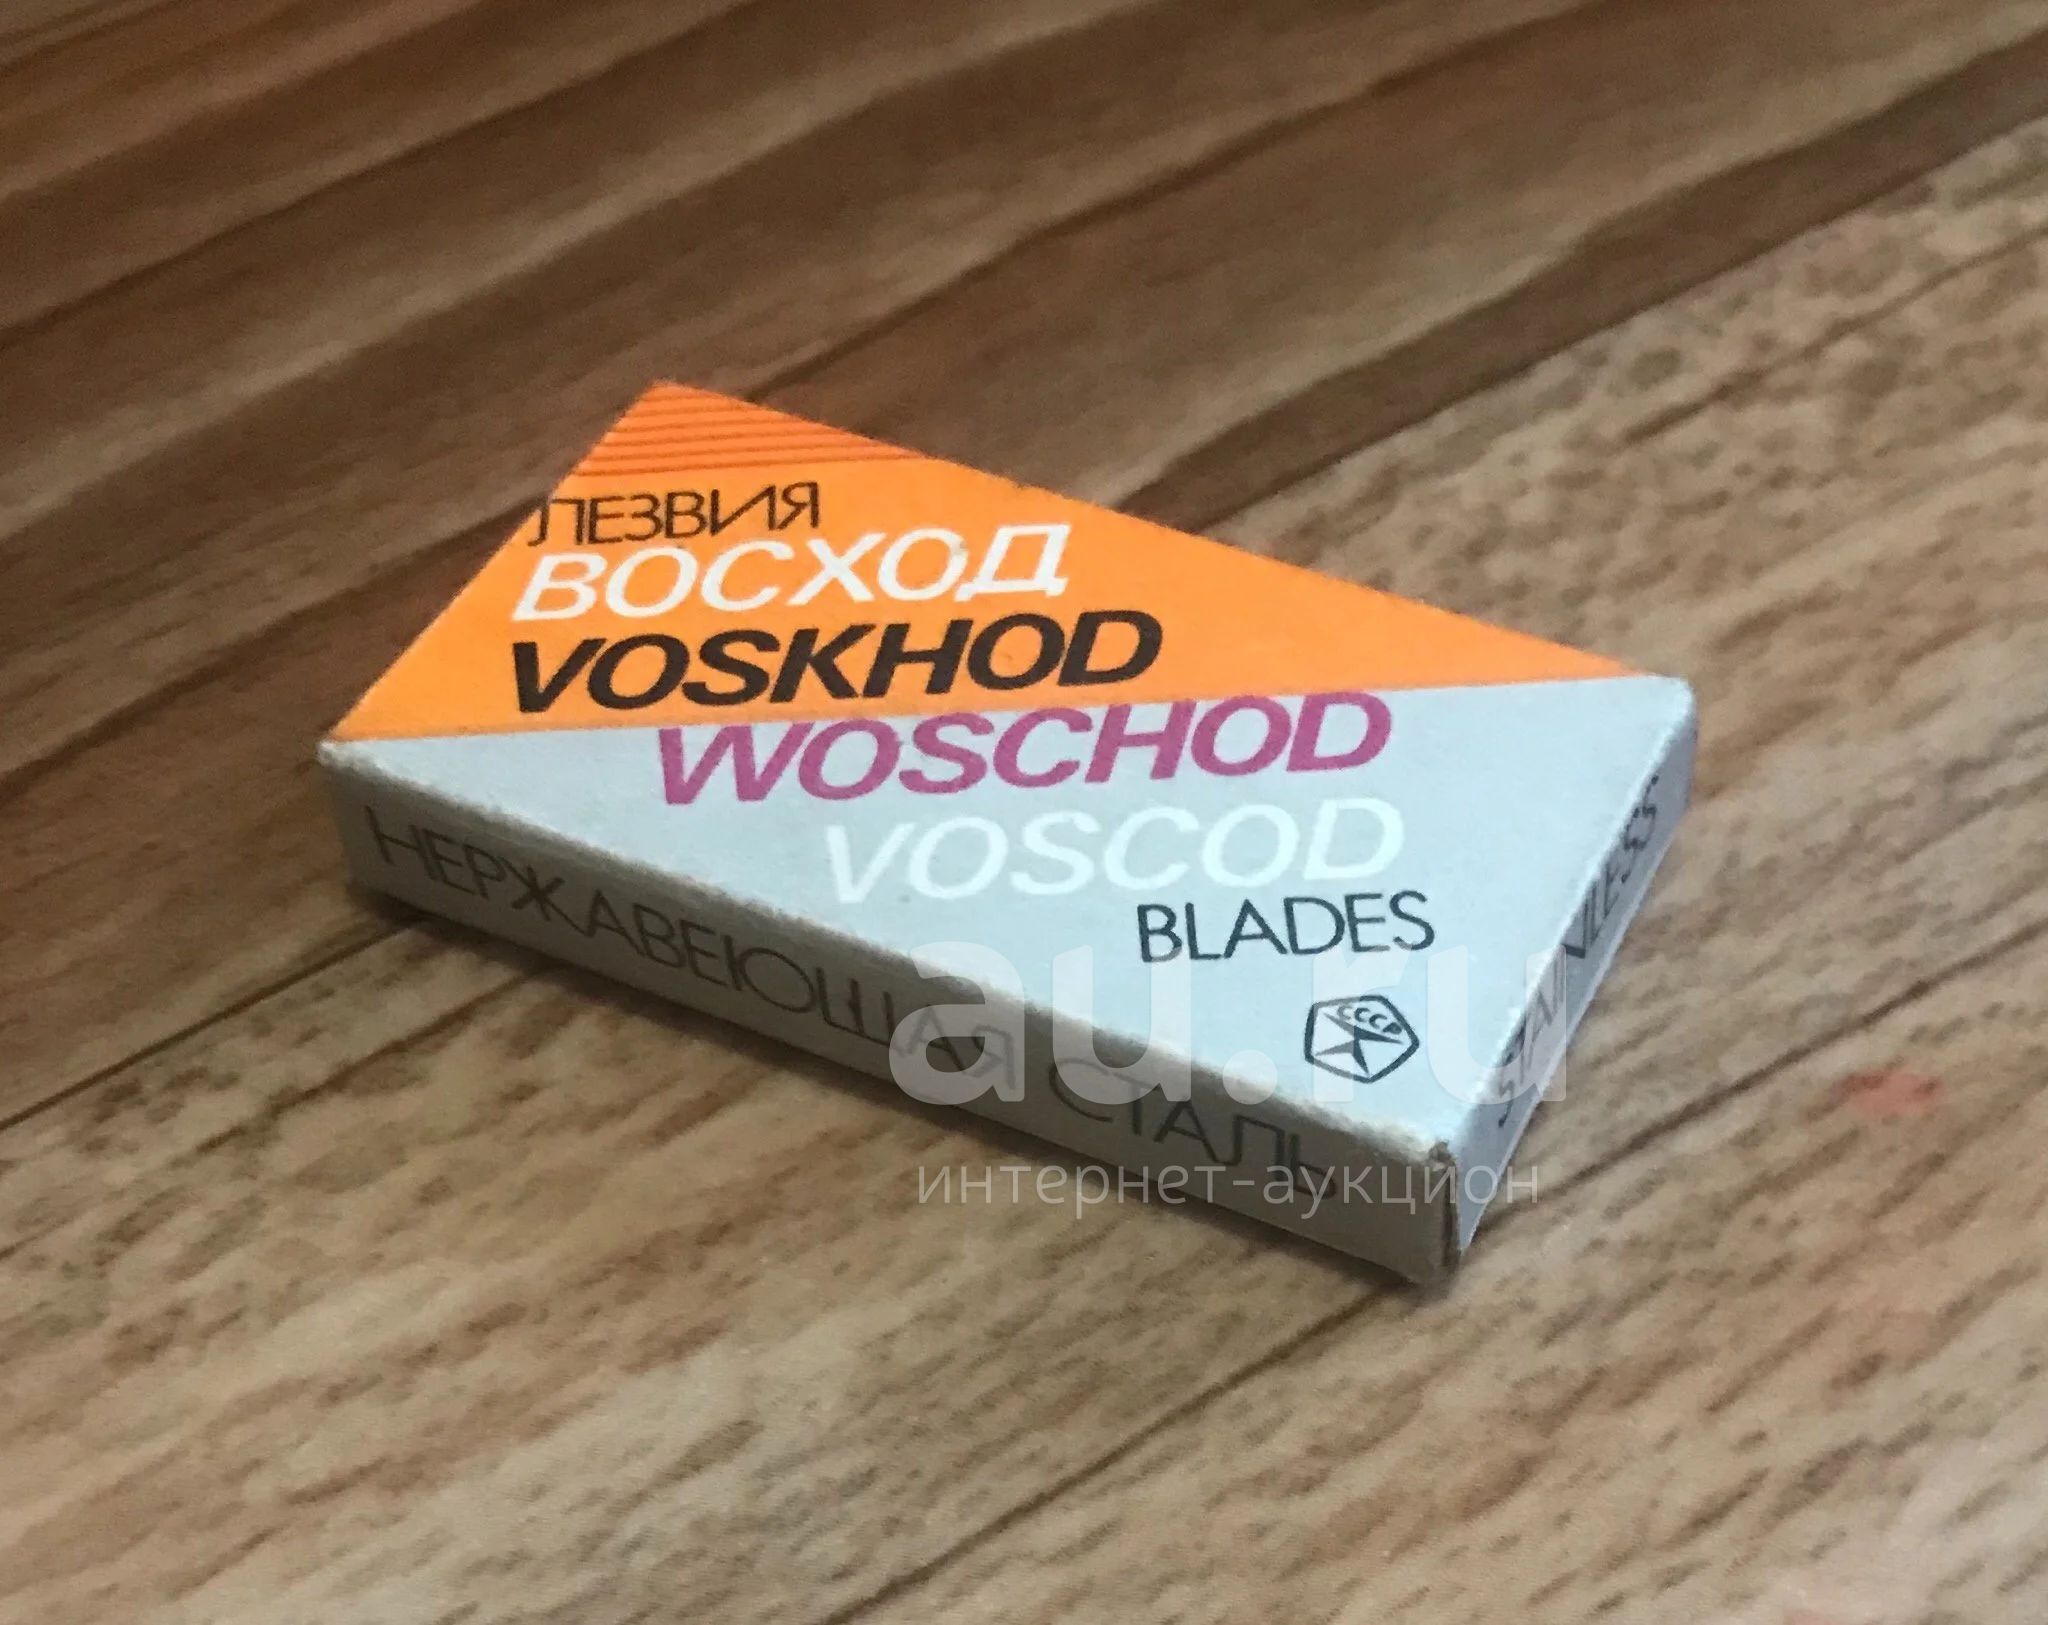 ЛЕЗВИЯ
ВОСХОД
VOSKHOD
WOSCHOD
VOSCOD
BLADES
СССР
НЕРЖАВЕЮЩАЯ СТАЛЬ
STAINLESS
au.ru
интернет-аукцион